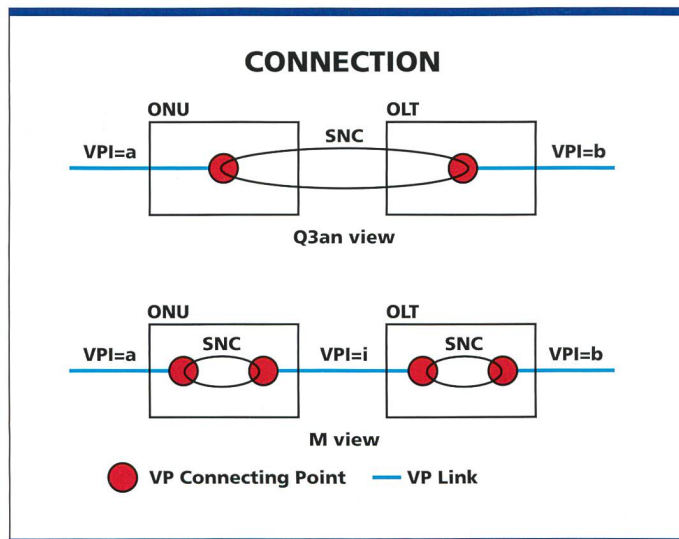 CONNECTION
ONU
OLT
SNC
VPI=a
VPI=b
Q3an view
ONU
OLT
SNC
SNC
VPI=a
VPI=i
VPI=b
M view
VP Connecting Point
VP Link